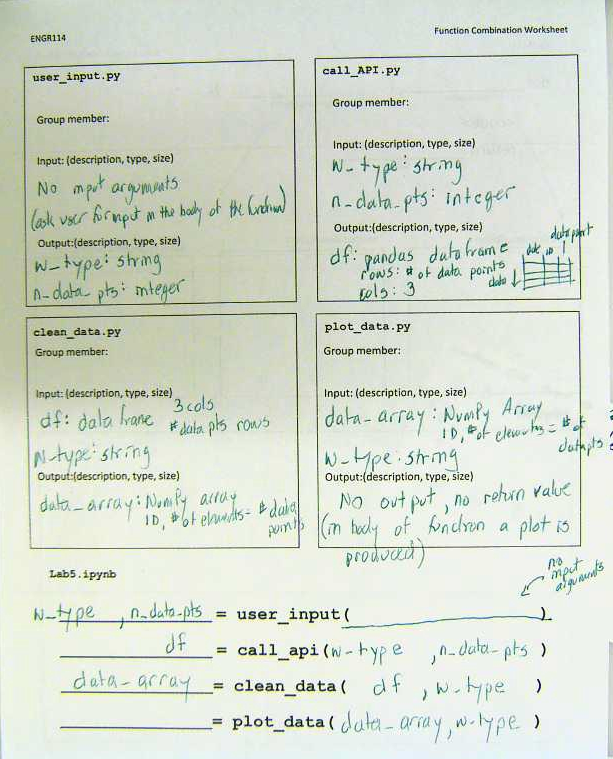 ENGR114
Function Combination Worksheet
user_input.py
Group member:
Input: (description, type, size)
No input arguments
(ask user for input in the body of the function)
Output:(description, type, size)
w_type: string
n_data_pts: integer
call_API.py
Group member:
Input: (description, type, size)
w_type: string
n_data_pts: integer
Output:(description, type, size)
df: pandas dataframe
rows: # of data points
cols: 3
date ID data point
data ↓
clean_data.py
Group member:
Input: (description, type, size)
df: data frame 3 cols
# data pts rows
w-type: string
Output:(description, type, size)
data_array: NumPy array
1D, # of elements = # data
points
plot_data.py
Group member:
Input: (description, type, size)
data_array: NumPy Array
1D, # of elements = # of
data pts
w_type: string
Output:(description, type, size)
No output, no return value
(in body of function a plot is
produced)
Lab5.ipynb
no
input
arguments
w_type , n_data_pts = user_input( )
df = call_api(w-type , n_data_pts )
data_array = clean_data( df , w_type )
= plot_data( data_array, w_type )